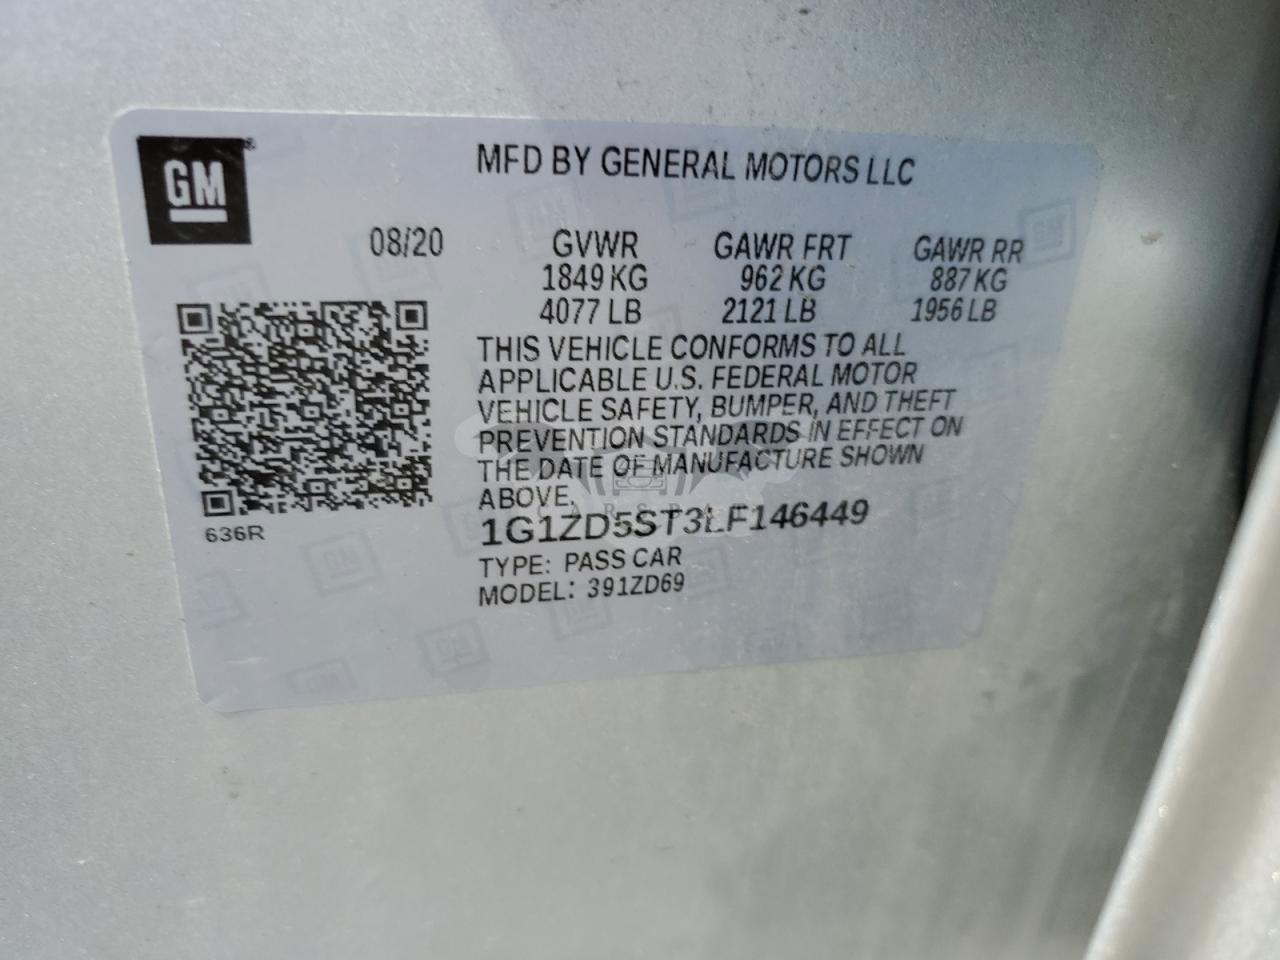 GM
MFD BY GENERAL MOTORS LLC
08/20 GVWR GAWR FRT GAWR RR
1849 KG 962 KG 887 KG
4077 LB 2121 LB 1956 LB
THIS VEHICLE CONFORMS TO ALL
APPLICABLE U.S. FEDERAL MOTOR
VEHICLE SAFETY, BUMPER, AND THEFT
PREVENTION STANDARDS IN EFFECT ON
THE DATE OF MANUFACTURE SHOWN
ABOVE.
1G1ZD5ST3LF146449
TYPE: PASS CAR
MODEL: 391ZD69
636R